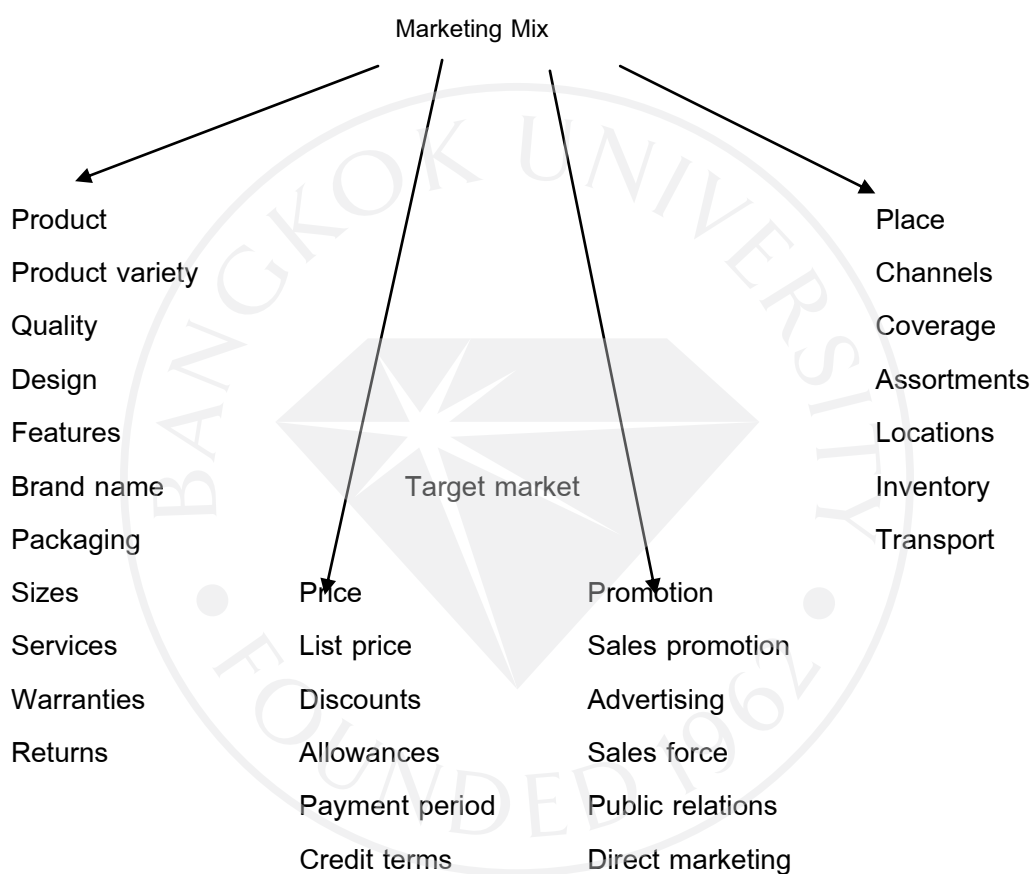 Marketing Mix
Product
Product variety
Quality
Design
Features
Brand name
Packaging
Sizes
Services
Warranties
Returns
Target market
Price
List price
Discounts
Allowances
Payment period
Credit terms
Promotion
Sales promotion
Advertising
Sales force
Public relations
Direct marketing
Place
Channels
Coverage
Assortments
Locations
Inventory
Transport
BANGKOK UNIVERSITY
FOUNDED 1962